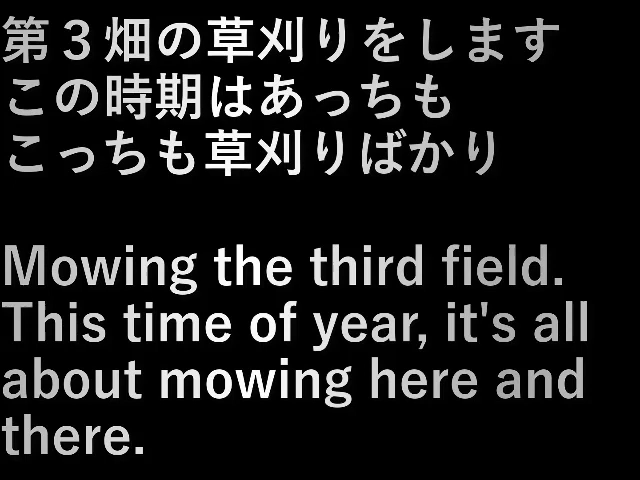 第３畑の草刈りをします
この時期はあっちも
こっちも草刈りばかり
Mowing the third field.
This time of year, it's all
about mowing here and
there.